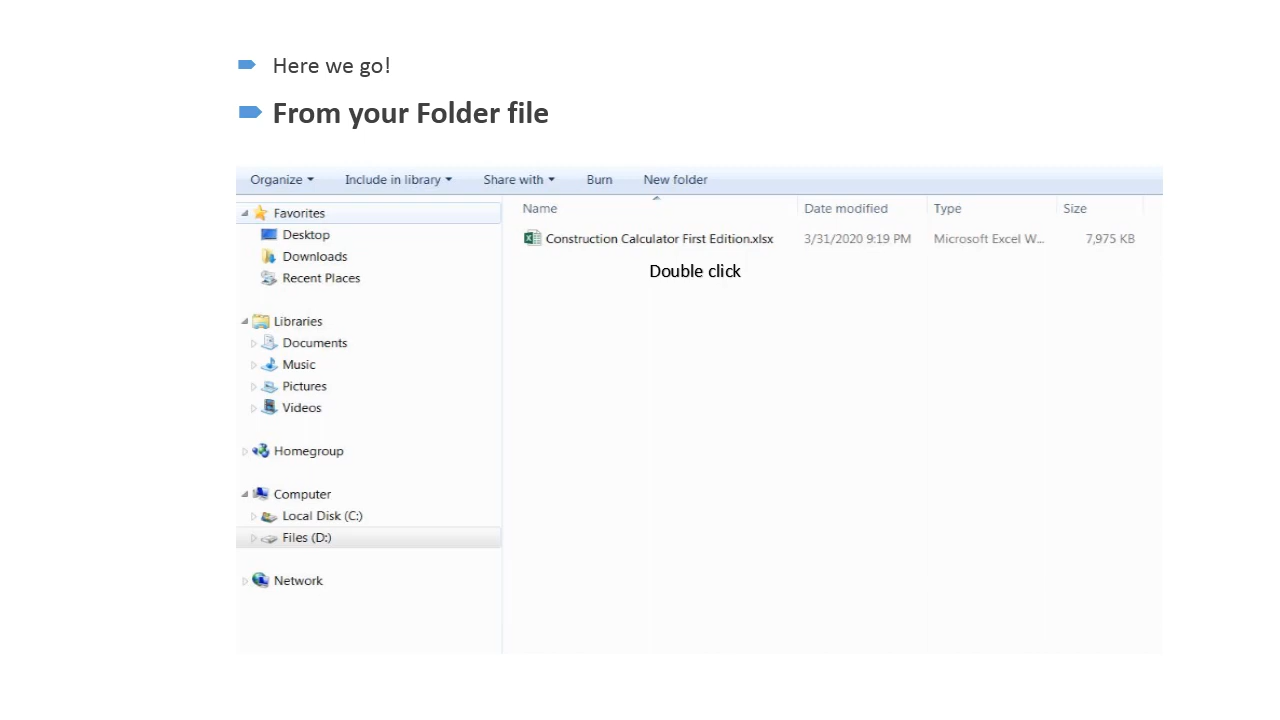 Here we go!
From your Folder file
Organize Include in library Share with Burn New folder
Name Date modified Type Size
Favorites
Desktop
Downloads
Recent Places
Libraries
Documents
Music
Pictures
Videos
Homegroup
Computer
Local Disk (C:)
Files (D:)
Network
Construction Calculator First Edition.xlsx 3/31/2020 9:19 PM Microsoft Excel W... 7,975 KB
Double click